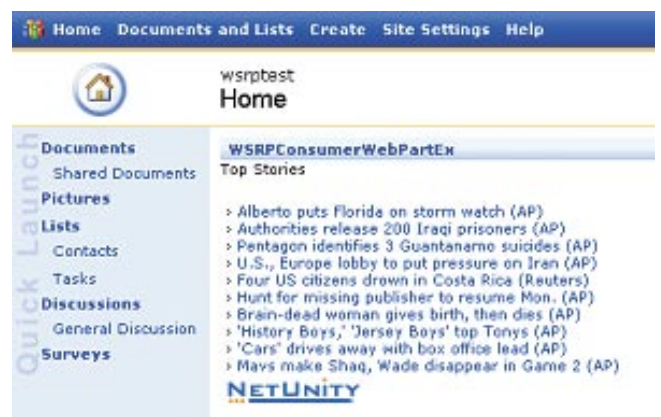 Home Documents and Lists Create Site Settings Help
wsrptest
Home
Quick Launch
Documents
Shared Documents
Pictures
Lists
Contacts
Tasks
Discussions
General Discussion
Surveys
WSRPConsumerWebPartEx
Top Stories
› Alberto puts Florida on storm watch (AP)
› Authorities release 200 Iraqi prisoners (AP)
› Pentagon identifies 3 Guantanamo suicides (AP)
› U.S., Europe lobby to put pressure on Iran (AP)
› Four US citizens drown in Costa Rica (Reuters)
› Hunt for missing publisher to resume Mon. (AP)
› Brain-dead woman gives birth, then dies (AP)
› 'History Boys,' 'Jersey Boys' top Tonys (AP)
› 'Cars' drives away with box office lead (AP)
› Mavs make Shaq, Wade disappear in Game 2 (AP)
NETUNITY